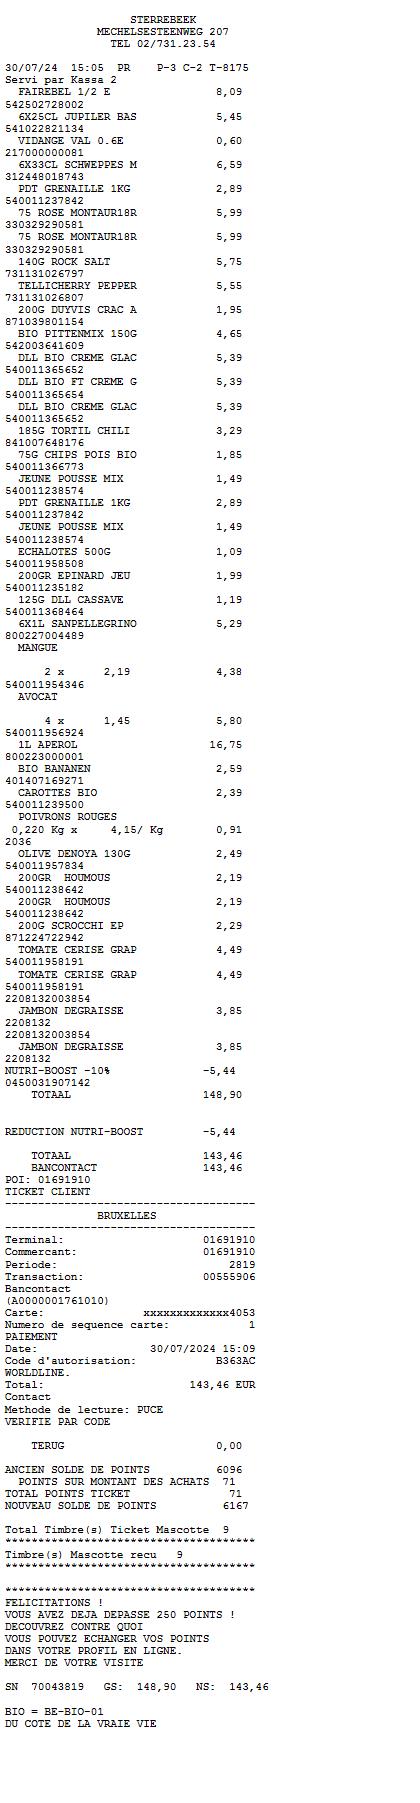 STERREBEEK
MECHELSESTEENWEG 207
TEL 02/731.23.54
30/07/24 15:05 PR P-3 C-2 T-8175
Servi par Kassa 2
FAIREBEL 1/2 E 8,09
542502728002
6X25CL JUPILER BAS 5,45
541022821134
VIDANGE VAL 0.6E 0,60
217000000081
6X33CL SCHWEPPES M 6,59
312448018743
PDT GRENAILLE 1KG 2,89
540011237842
75 ROSE MONTAUR18R 5,99
330329290581
75 ROSE MONTAUR18R 5,99
330329290581
140G ROCK SALT 5,75
731131026797
TELLICHERRY PEPPER 5,55
731131026807
200G DUYVIS CRAC A 1,95
871039801154
BIO PITTENMIX 150G 4,65
542003641609
DLL BIO CREME GLAC 5,39
540011365652
DLL BIO FT CREME G 5,39
540011365654
DLL BIO CREME GLAC 5,39
540011365652
185G TORTIL CHILI 3,29
841007648176
75G CHIPS POIS BIO 1,85
540011366773
JEUNE POUSSE MIX 1,49
540011238574
PDT GRENAILLE 1KG 2,89
540011237842
JEUNE POUSSE MIX 1,49
540011238574
ECHALOTES 500G 1,09
540011958508
200GR EPINARD JEU 1,99
540011235182
125G DLL CASSAVE 1,19
540011368464
6X1L SANPELLEGRINO 5,29
800227004489
MANGUE
2 x 2,19 4,38
540011954346
AVOCAT
4 x 1,45 5,80
540011956924
1L APEROL 16,75
800223000001
BIO BANANEN 2,59
401407169271
CAROTTES BIO 2,39
540011239500
POIVRONS ROUGES
0,220 Kg x 4,15/ Kg 0,91
2036
OLIVE DENOYA 130G 2,49
540011957834
200GR HOUMOUS 2,19
540011238642
200GR HOUMOUS 2,19
540011238642
200G SCROCCHI EP 2,29
871224722942
TOMATE CERISE GRAP 4,49
540011958191
TOMATE CERISE GRAP 4,49
540011958191
2208132003854
JAMBON DEGRAISSE 3,85
2208132
2208132003854
JAMBON DEGRAISSE 3,85
2208132
NUTRI-BOOST -10% -5,44
0450031907142
TOTAAL 148,90
REDUCTION NUTRI-BOOST -5,44
TOTAAL 143,46
BANCONTACT 143,46
POI: 01691910
TICKET CLIENT
--------------------------------------
BRUXELLES
--------------------------------------
Terminal: 01691910
Commercant: 01691910
Periode: 2819
Transaction: 00555906
Bancontact
(A0000001761010)
Carte: xxxxxxxxxxxxx4053
Numero de sequence carte: 1
PAIEMENT
Date: 30/07/2024 15:09
Code d'autorisation: B363AC
WORLDLINE.
Total: 143,46 EUR
Contact
Methode de lecture: PUCE
VERIFIE PAR CODE
TERUG 0,00
ANCIEN SOLDE DE POINTS 6096
POINTS SUR MONTANT DES ACHATS 71
TOTAL POINTS TICKET 71
NOUVEAU SOLDE DE POINTS 6167
Total Timbre(s) Ticket Mascotte 9
**************************************
Timbre(s) Mascotte recu 9
**************************************
**************************************
FELICITATIONS !
VOUS AVEZ DEJA DEPASSE 250 POINTS !
DECOUVREZ CONTRE QUOI
VOUS POUVEZ ECHANGER VOS POINTS
DANS VOTRE PROFIL EN LIGNE.
MERCI DE VOTRE VISITE
SN 70043819 GS: 148,90 NS: 143,46
BIO = BE-BIO-01
DU COTE DE LA VRAIE VIE